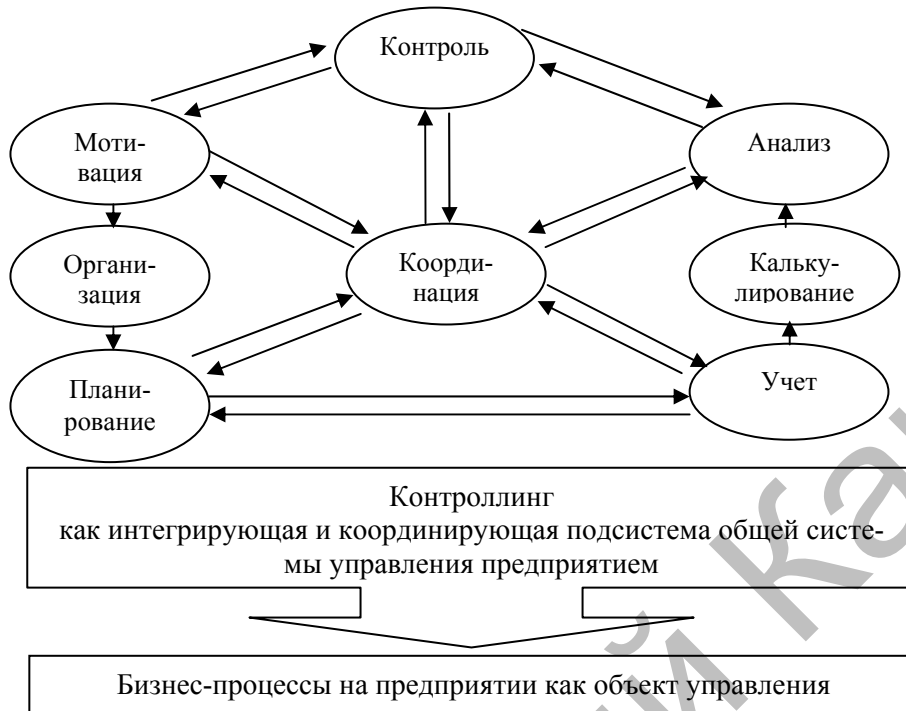 Контроль
Моти-
вация
Анализ
Органи-
зация
Коорди-
нация
Кальку-
лирование
Плани-
рование
Учет
Контроллинг
как интегрирующая и координирующая подсистема общей систе-
мы управления предприятием
Бизнес-процессы на предприятии как объект управления